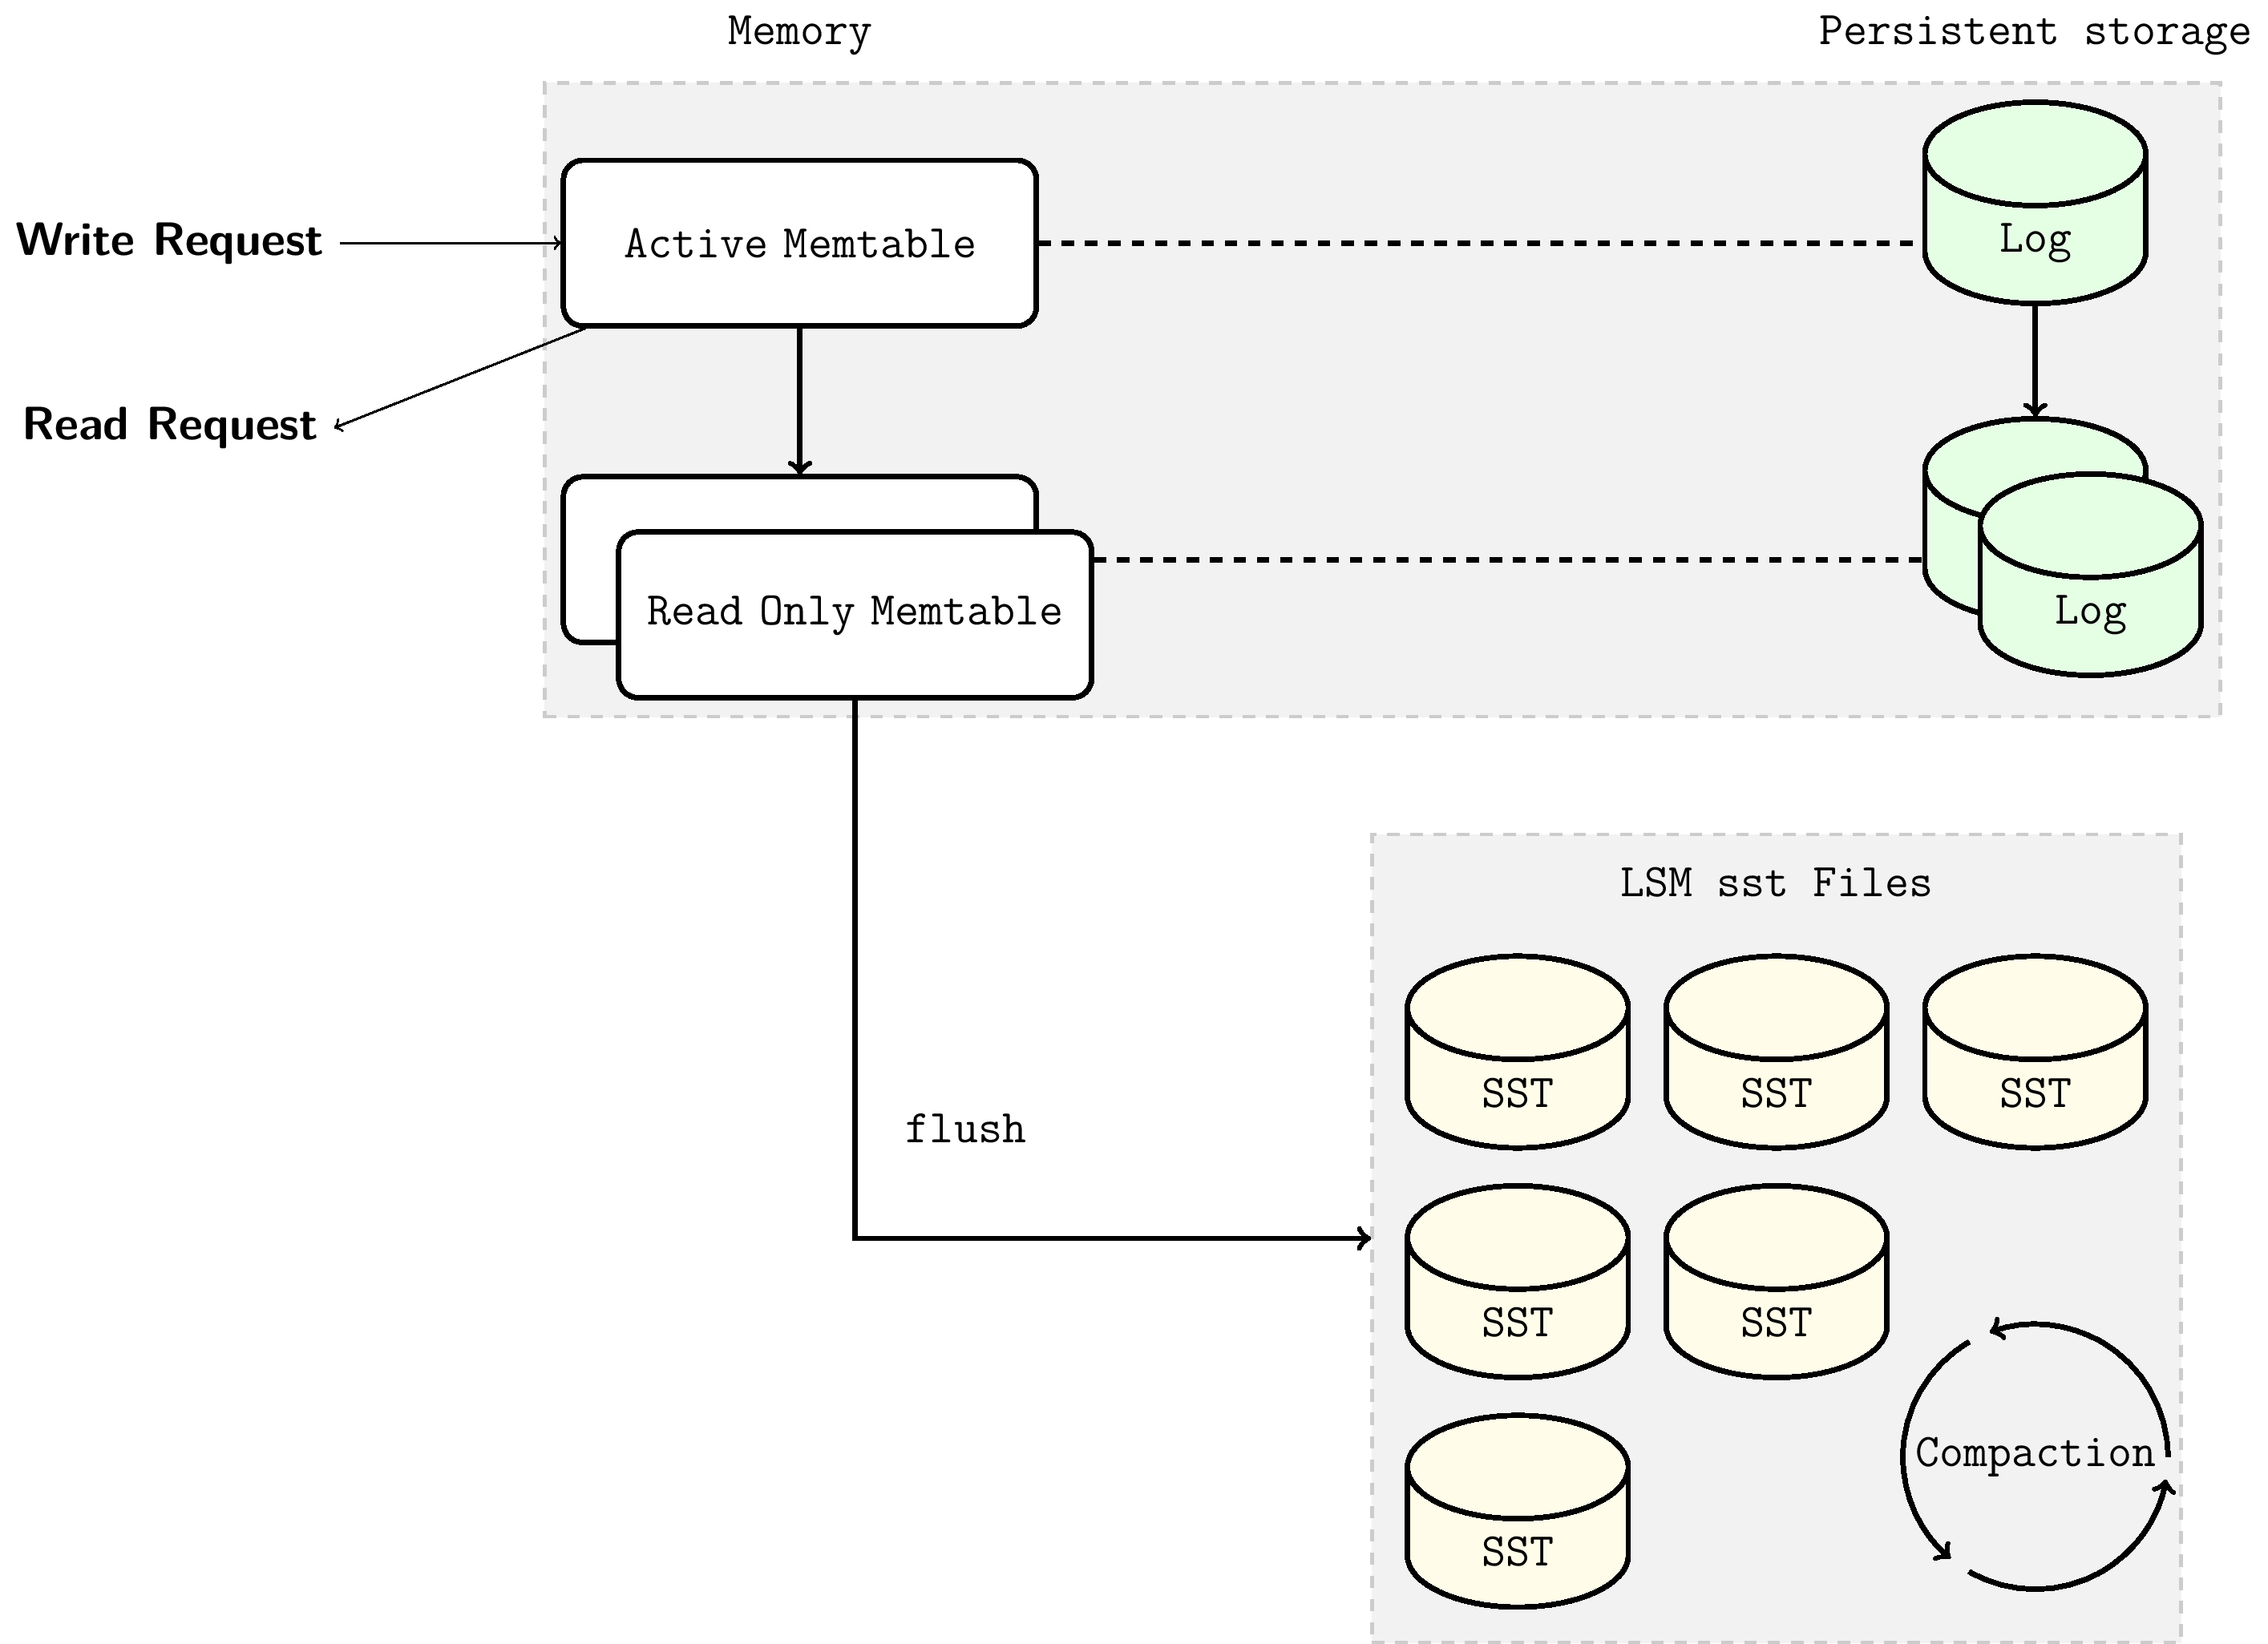 Memory
Persistent storage
Write Request
Active Memtable
Log
Read Request
Read Only Memtable
Log
LSM sst Files
SST
SST
SST
flush
SST
SST
Compaction
SST